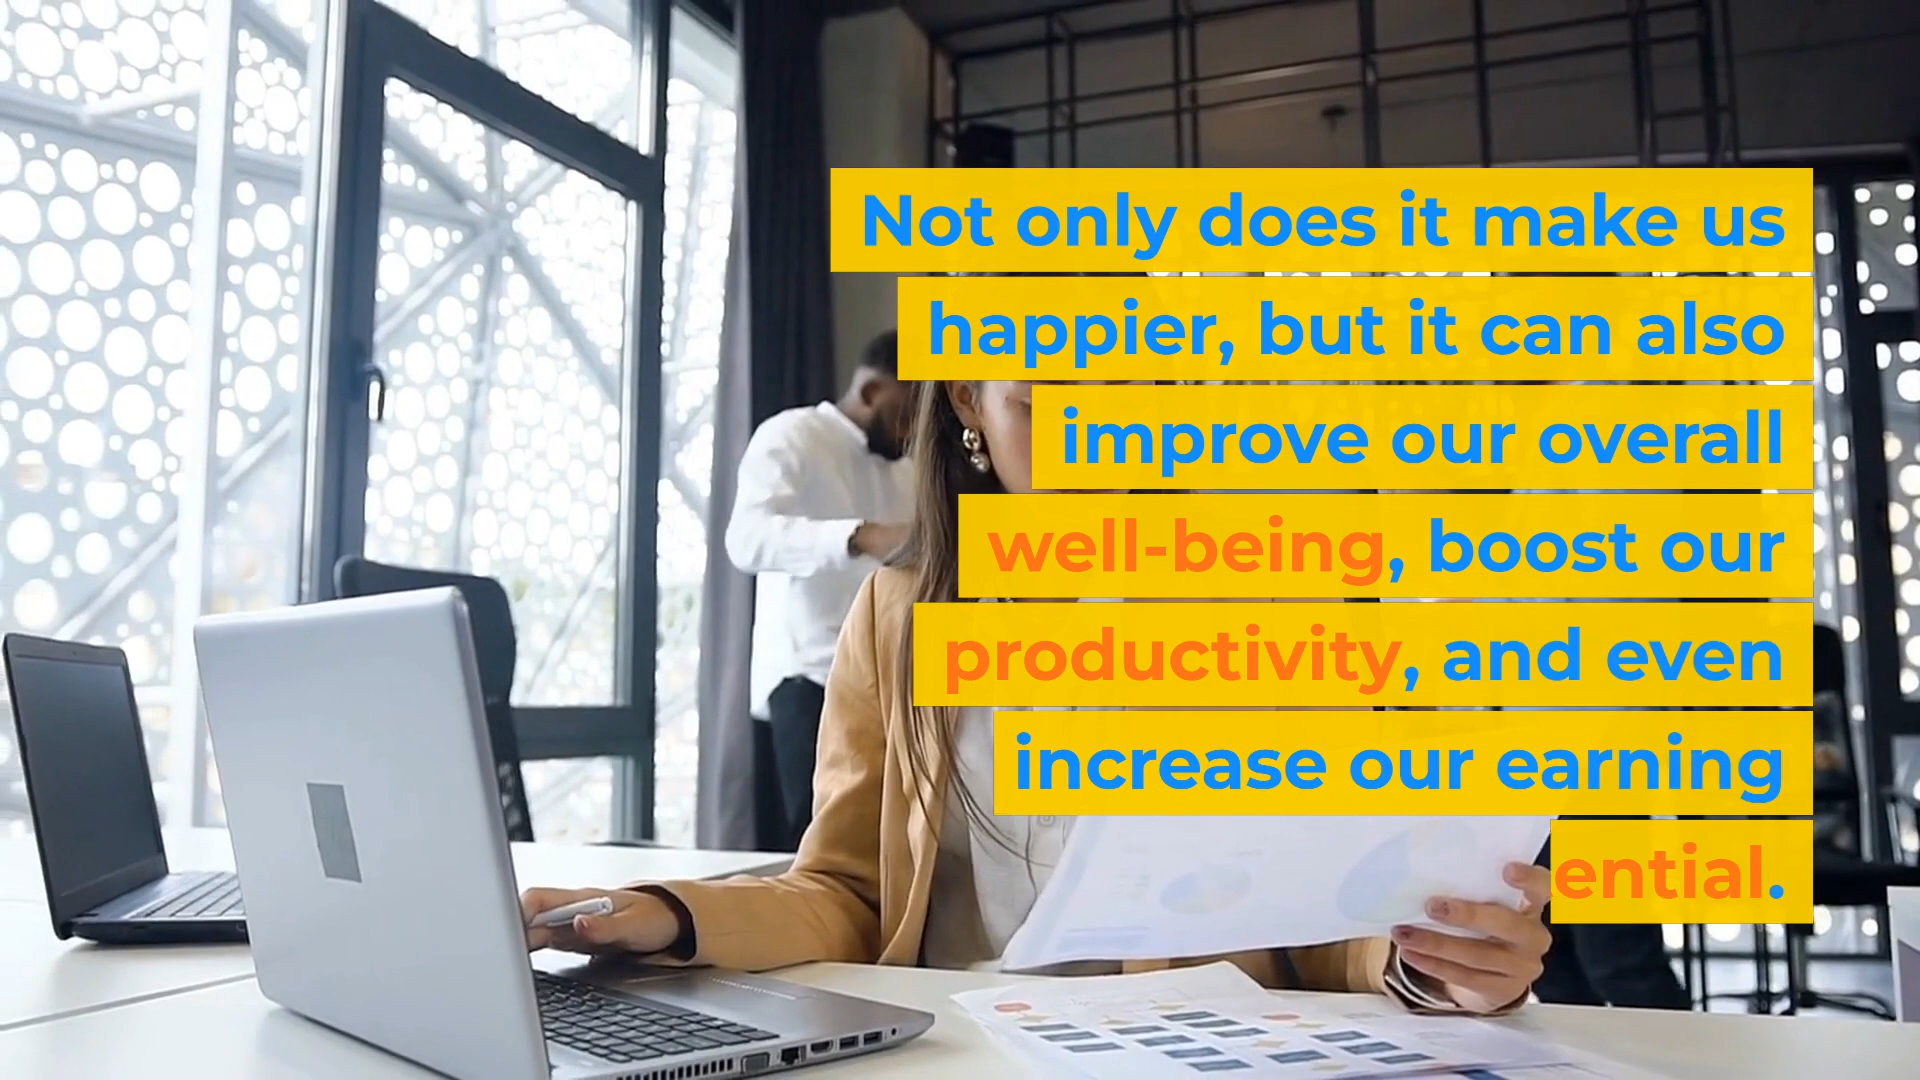 Not only does it make us
happier, but it can also
improve our overall
well-being, boost our
productivity, and even
increase our earning
ential.